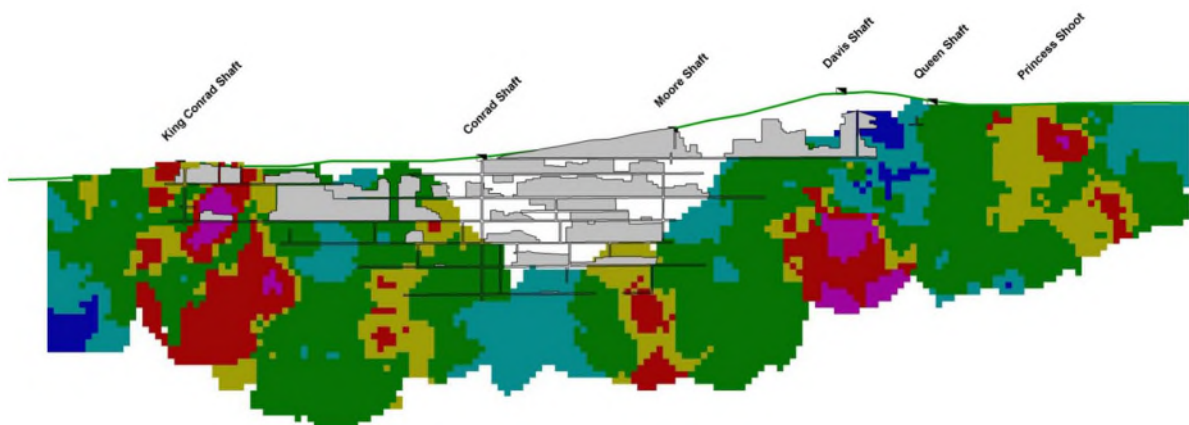 King Conrad Shaft
Conrad Shaft
Moore Shaft
Davis Shaft
Queen Shaft
Princess Shoot